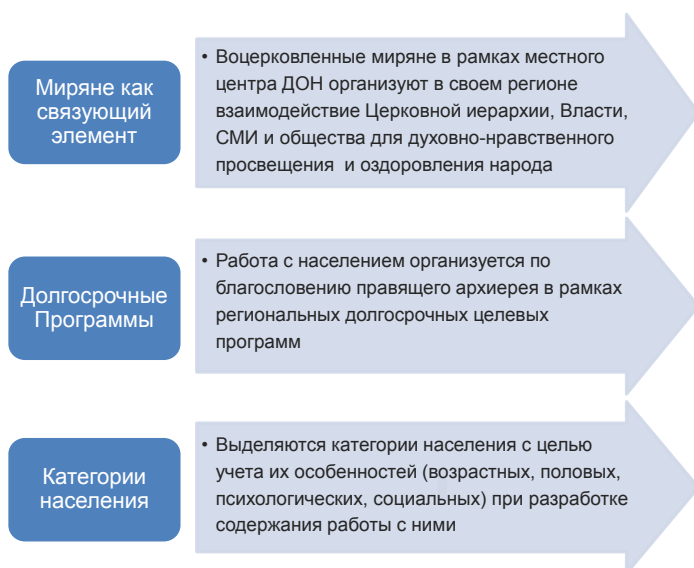 Миряне как
связующий
элемент
• Воцерковленные миряне в рамках местного
центра ДОН организуют в своем регионе
взаимодействие Церковной иерархии, Власти,
СМИ и общества для духовно-нравственного
просвещения и оздоровления народа
Долгосрочные
Программы
• Работа с населением организуется по
благословению правящего архиерея в рамках
региональных долгосрочных целевых
программ
Категории
населения
• Выделяются категории населения с целью
учета их особенностей (возрастных, половых,
психологических, социальных) при разработке
содержания работы с ними